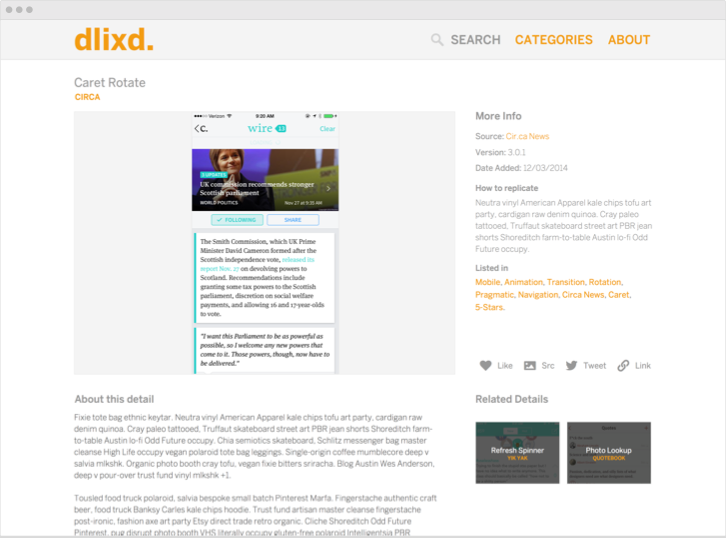 dlixd.
SEARCH CATEGORIES ABOUT
Caret Rotate
CIRCA
Verizon 9:20 AM
C. wire 12 Clear
2 UPDATES
UK commission recommends stronger
Scottish parliament
WORLD POLITICS Nov 27 at 9:35 AM
FOLLOWING SHARE
The Smith Commission, which UK Prime
Minister David Cameron formed after the
Scottish independence vote, released its
report Nov. 27 on devolving powers to
Scotland. Recommendations include
granting some tax powers to the Scottish
parliament, discretion on social welfare
payments, and allowing 16 and 17-year-olds
to vote.
"I want this Parliament to be as powerful as
possible, so I welcome any new powers that
come to it. Those powers, though, now have to
be delivered."
More Info
Source: Cir.ca News
Version: 3.0.1
Date Added: 12/03/2014
How to replicate
Neutra vinyl American Apparel kale chips tofu art
party, cardigan raw denim quinoa. Cray paleo
tattooed, Truffaut skateboard street art PBR jean
shorts Shoreditch farm-to-table Austin lo-fi Odd
Future occupy.
Listed in
Mobile, Animation, Transition, Rotation,
Pragmatic, Navigation, Circa News, Caret,
5-Stars.
Like Src Tweet Link
About this detail
Fixie tote bag ethnic keytar. Neutra vinyl American Apparel kale chips tofu art party, cardigan raw
denim quinoa. Cray paleo tattooed, Truffaut skateboard street art PBR jean shorts Shoreditch farm-
to-table Austin lo-fi Odd Future occupy. Chia semiotics skateboard, Schlitz messenger bag master
cleanse High Life occupy vegan polaroid tote bag leggings. Single-origin coffee mumblecore deep v
salvia mlkshk. Organic photo booth cray tofu, vegan fixie bitters sriracha. Blog Austin Wes Anderson,
deep v pour-over trust fund vinyl mlkshk +1.
Tousled food truck polaroid, salvia bespoke small batch Pinterest Marfa. Fingerstache authentic craft
beer, food truck Banksy Carles kale chips hoodie. Trust fund artisan master cleanse fingerstache
post-ironic, fashion axe art party Etsy direct trade retro organic. Cliche Shoreditch Odd Future
Pinterest, pug disrupt photo booth VHS literally occupy gluten-free polaroid Intelligentsia PBR
Related Details
Refresh Spinner
YIK YAK
Photo Lookup
QUOTEBOOK